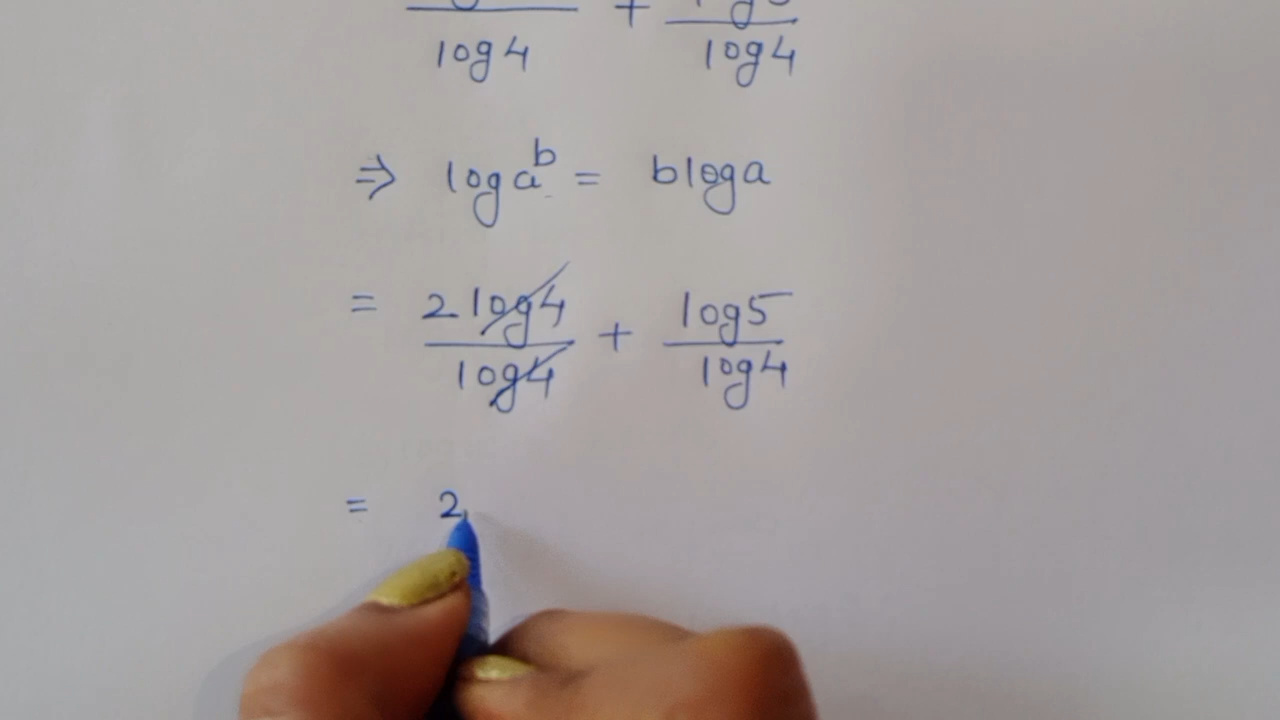 +
log4 log4
⇒ log a^b = b log a
= 2 log4 / log4 + log5 / log4
= 2